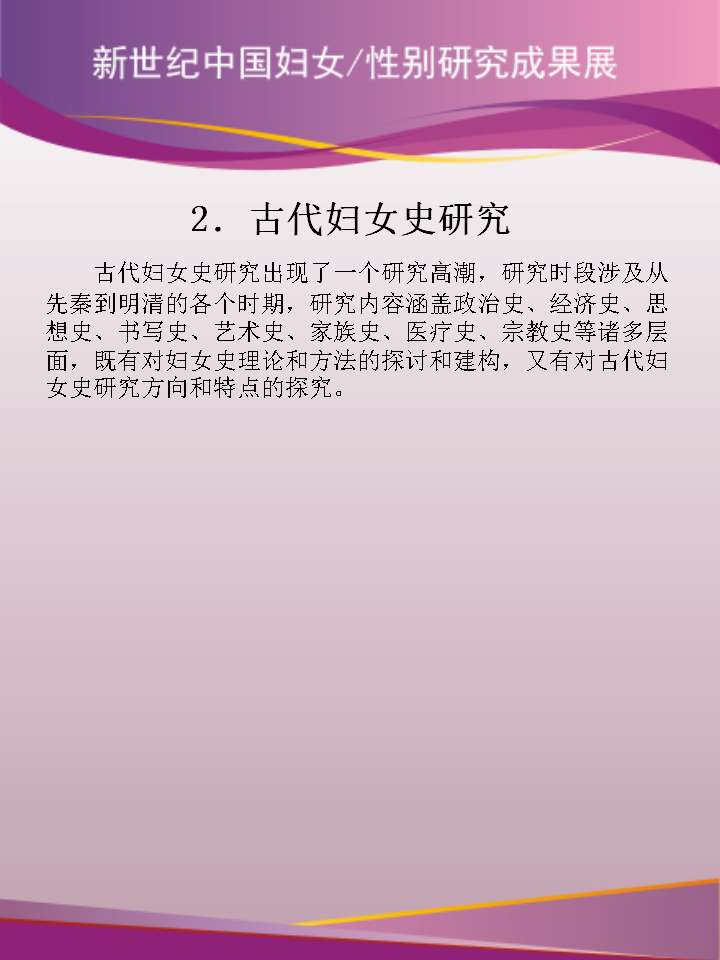 新世纪中国妇女/性别研究成果展
2. 古代妇女史研究
古代妇女史研究出现了一个研究高潮，研究时段涉及从
先秦到明清的各个时期，研究内容涵盖政治史、经济史、思
想史、书写史、艺术史、家族史、医疗史、宗教史等诸多层
面，既有对妇女史理论和方法的探讨和建构，又有对古代妇
女史研究方向和特点的探究。